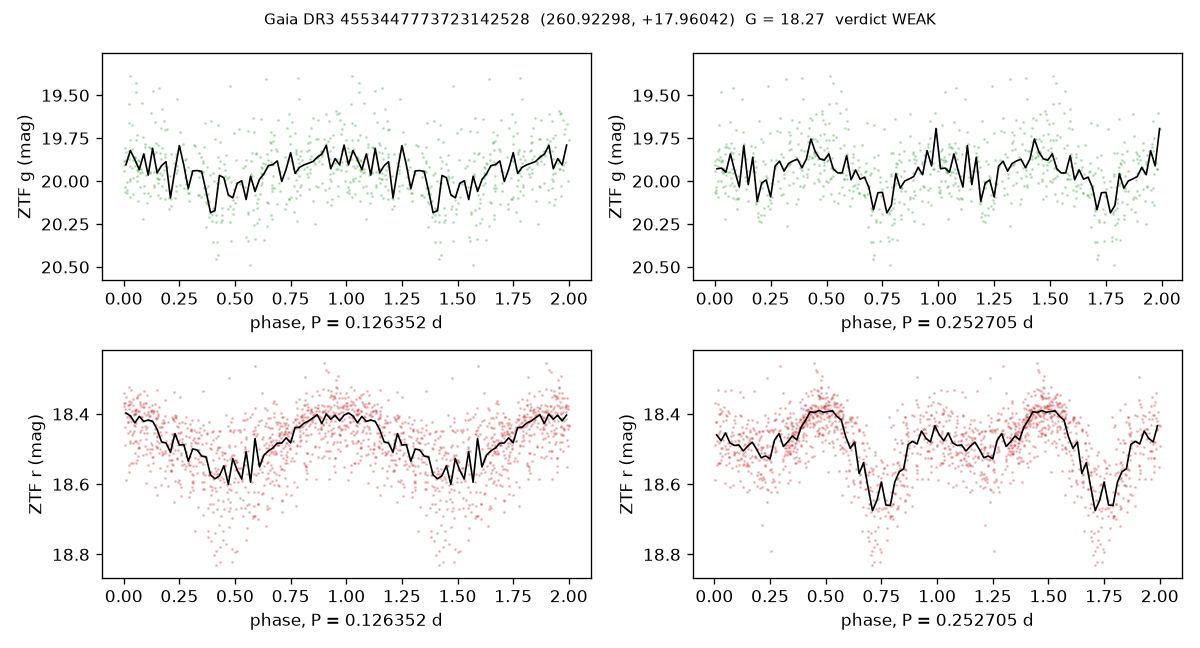 Gaia DR3 4553447773723142528  (260.92298, +17.96042)  G = 18.27  verdict WEAK
ZTF g (mag)
19.50
19.75
20.00
20.25
20.50
0.00 0.25 0.50 0.75 1.00 1.25 1.50 1.75 2.00
phase, P = 0.126352 d
ZTF g (mag)
19.50
19.75
20.00
20.25
20.50
0.00 0.25 0.50 0.75 1.00 1.25 1.50 1.75 2.00
phase, P = 0.252705 d
ZTF r (mag)
18.4
18.6
18.8
0.00 0.25 0.50 0.75 1.00 1.25 1.50 1.75 2.00
phase, P = 0.126352 d
ZTF r (mag)
18.4
18.6
18.8
0.00 0.25 0.50 0.75 1.00 1.25 1.50 1.75 2.00
phase, P = 0.252705 d